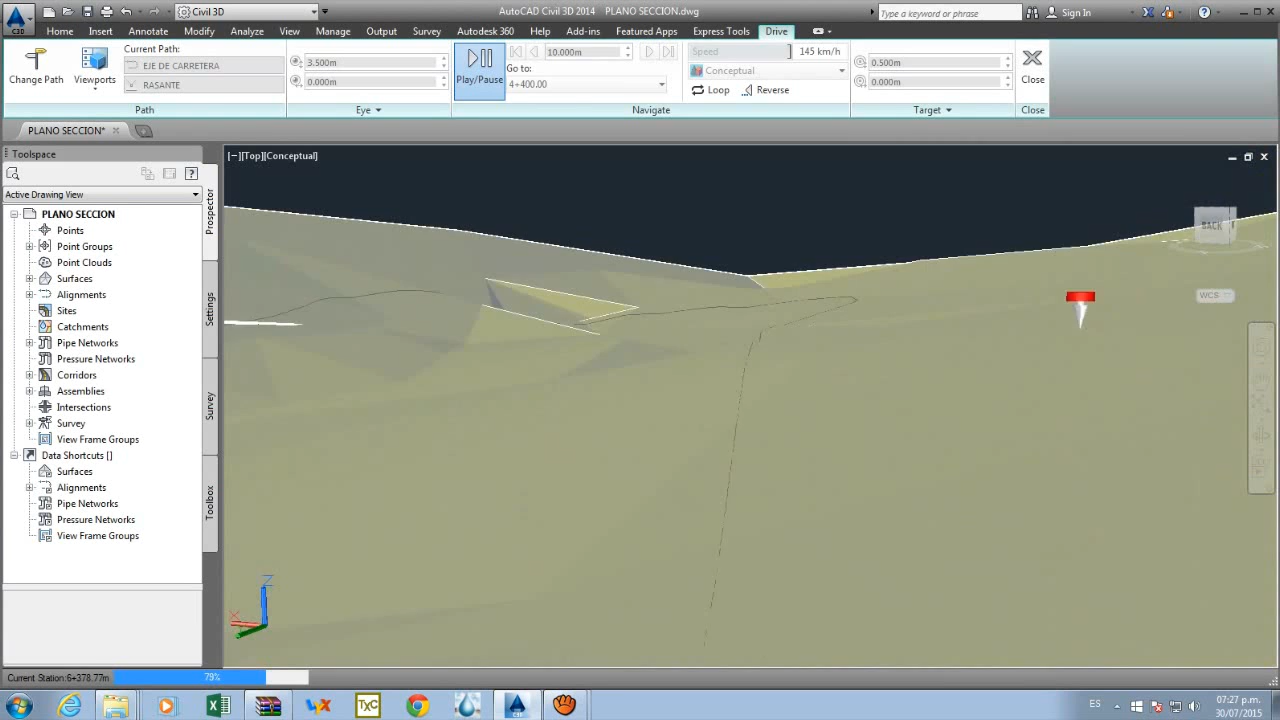 Civil 3D
AutoCAD Civil 3D 2014 PLANO SECCION.dwg
Type a keyword or phrase
Sign In
C3D
Home Insert Annotate Modify Analyze View Manage Output Survey Autodesk 360 Help Add-ins Featured Apps Express Tools Drive
Change Path
Viewports
Current Path:
EJE DE CARRETERA
RASANTE
Path
3.500m
0.000m
Eye
Play/Pause
10.000m
Go to:
4+400.00
Navigate
Speed 145 km/h
Conceptual
Loop Reverse
0.500m
0.000m
Target
Close
Close
PLANO SECCION*
Toolspace
Active Drawing View
PLANO SECCION
Points
Point Groups
Point Clouds
Surfaces
Alignments
Sites
Catchments
Pipe Networks
Pressure Networks
Corridors
Assemblies
Intersections
Survey
View Frame Groups
Data Shortcuts []
Surfaces
Alignments
Pipe Networks
Pressure Networks
View Frame Groups
Prospector
Settings
Survey
Toolbox
[−][Top][Conceptual]
BACK
WCS
Z
X
Current Station:6+378.77m 79%
TXC
C3D
ES
07:27 p.m.
30/07/2015